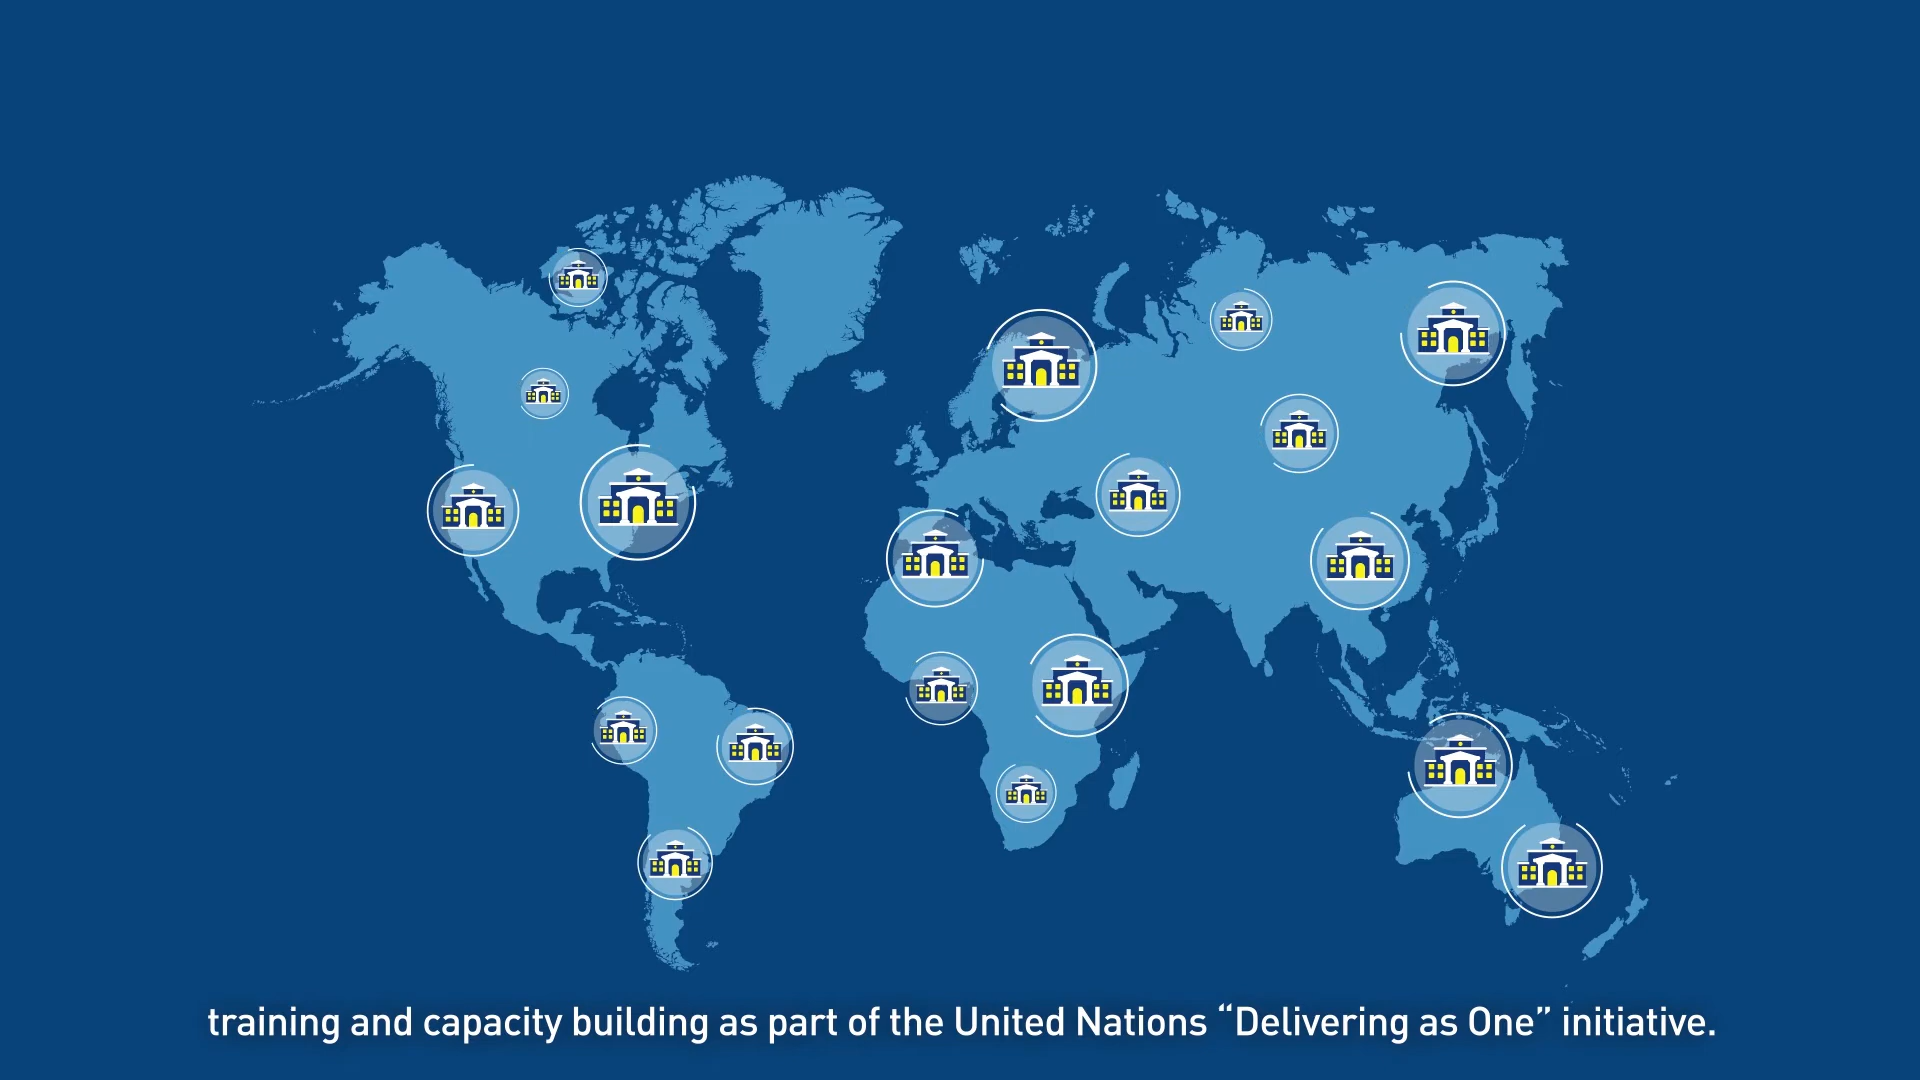 training and capacity building as part of the United Nations “Delivering as One” initiative.